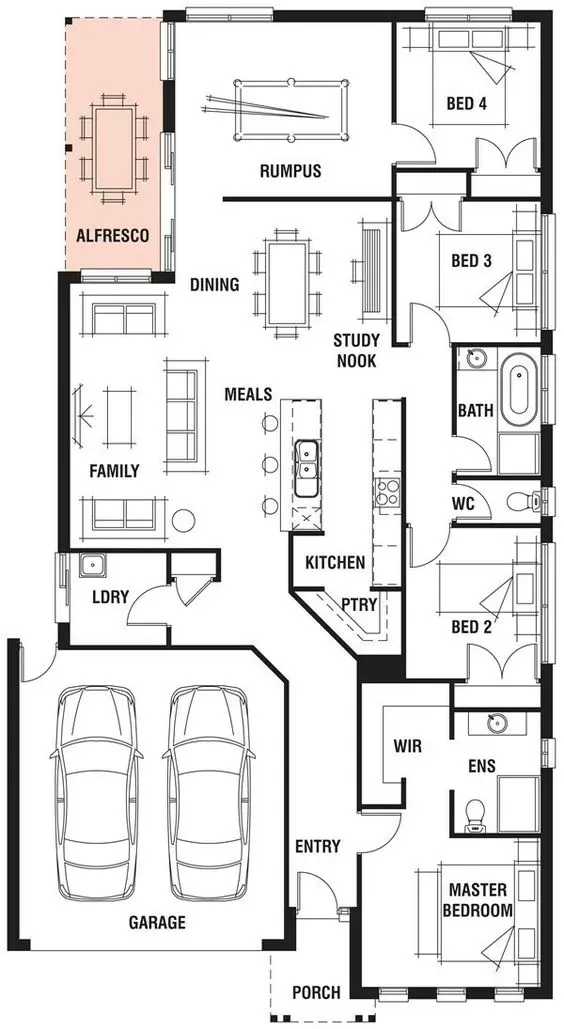 BED 4
RUMPUS
ALFRESCO
BED 3
DINING
STUDY
NOOK
MEALS
BATH
FAMILY
WC
KITCHEN
LDRY
PTRY
BED 2
WIR
ENS
ENTRY
MASTER
BEDROOM
GARAGE
PORCH